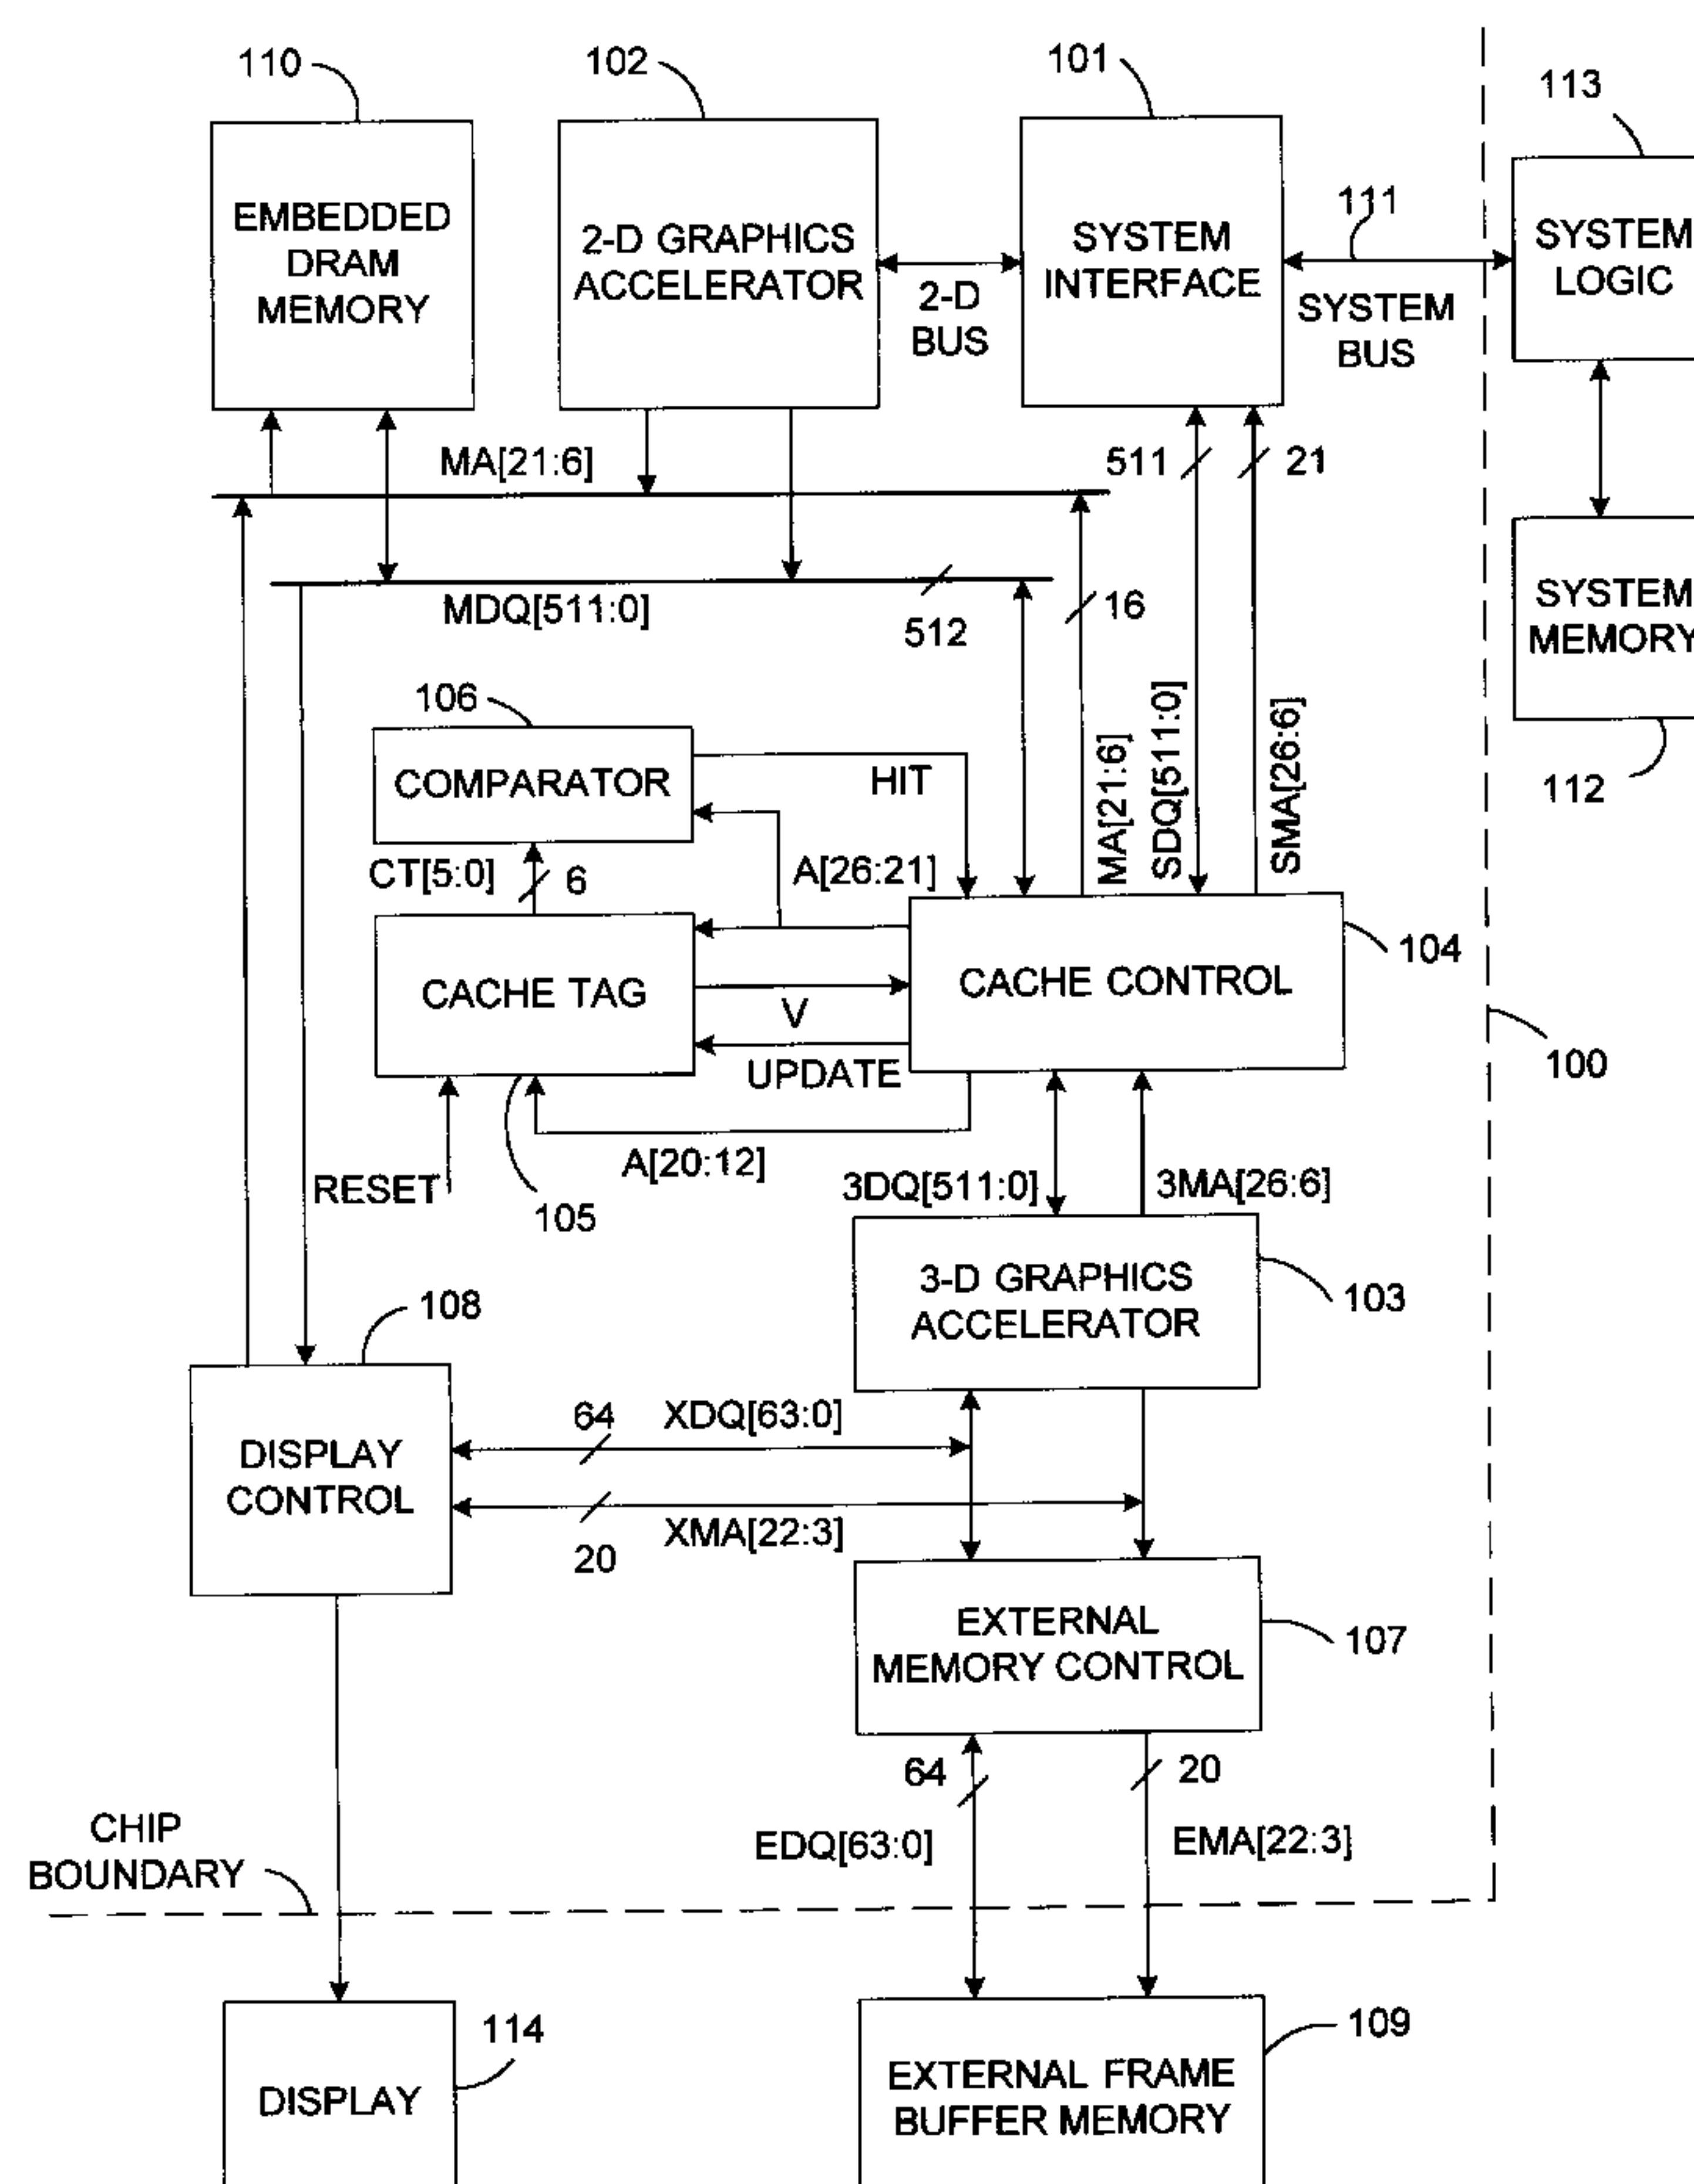 110
102
101
113
EMBEDDED
DRAM
MEMORY
2-D GRAPHICS
ACCELERATOR
2-D
BUS
SYSTEM
INTERFACE
111
SYSTEM
BUS
SYSTEM
LOGIC
MA[21:6]
511
21
MDQ[511:0]
512
16
SYSTEM
MEMORY
112
106
COMPARATOR
HIT
MA[21:6]
SDQ[511:0]
SMA[26:6]
CT[5:0]
6
A[26:21]
CACHE TAG
V
UPDATE
CACHE CONTROL
104
100
RESET
105
A[20:12]
3DQ[511:0]
3MA[26:6]
3-D GRAPHICS
ACCELERATOR
103
108
DISPLAY
CONTROL
64
XDQ[63:0]
20
XMA[22:3]
EXTERNAL
MEMORY CONTROL
107
64
20
EDQ[63:0]
EMA[22:3]
CHIP
BOUNDARY
114
DISPLAY
109
EXTERNAL FRAME
BUFFER MEMORY